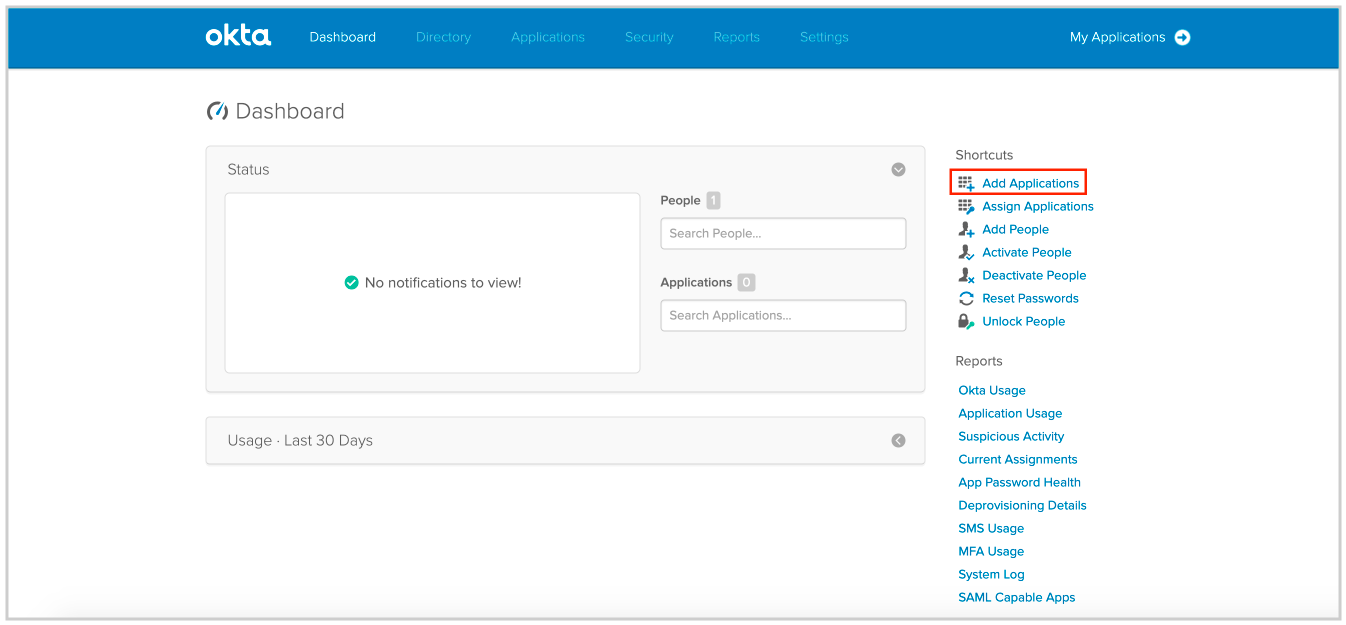 okta Dashboard Directory Applications Security Reports Settings My Applications
Dashboard
Status
No notifications to view!
People 1
Search People...
Applications 0
Search Applications...
Usage · Last 30 Days
Shortcuts
Add Applications
Assign Applications
Add People
Activate People
Deactivate People
Reset Passwords
Unlock People
Reports
Okta Usage
Application Usage
Suspicious Activity
Current Assignments
App Password Health
Deprovisioning Details
SMS Usage
MFA Usage
System Log
SAML Capable Apps